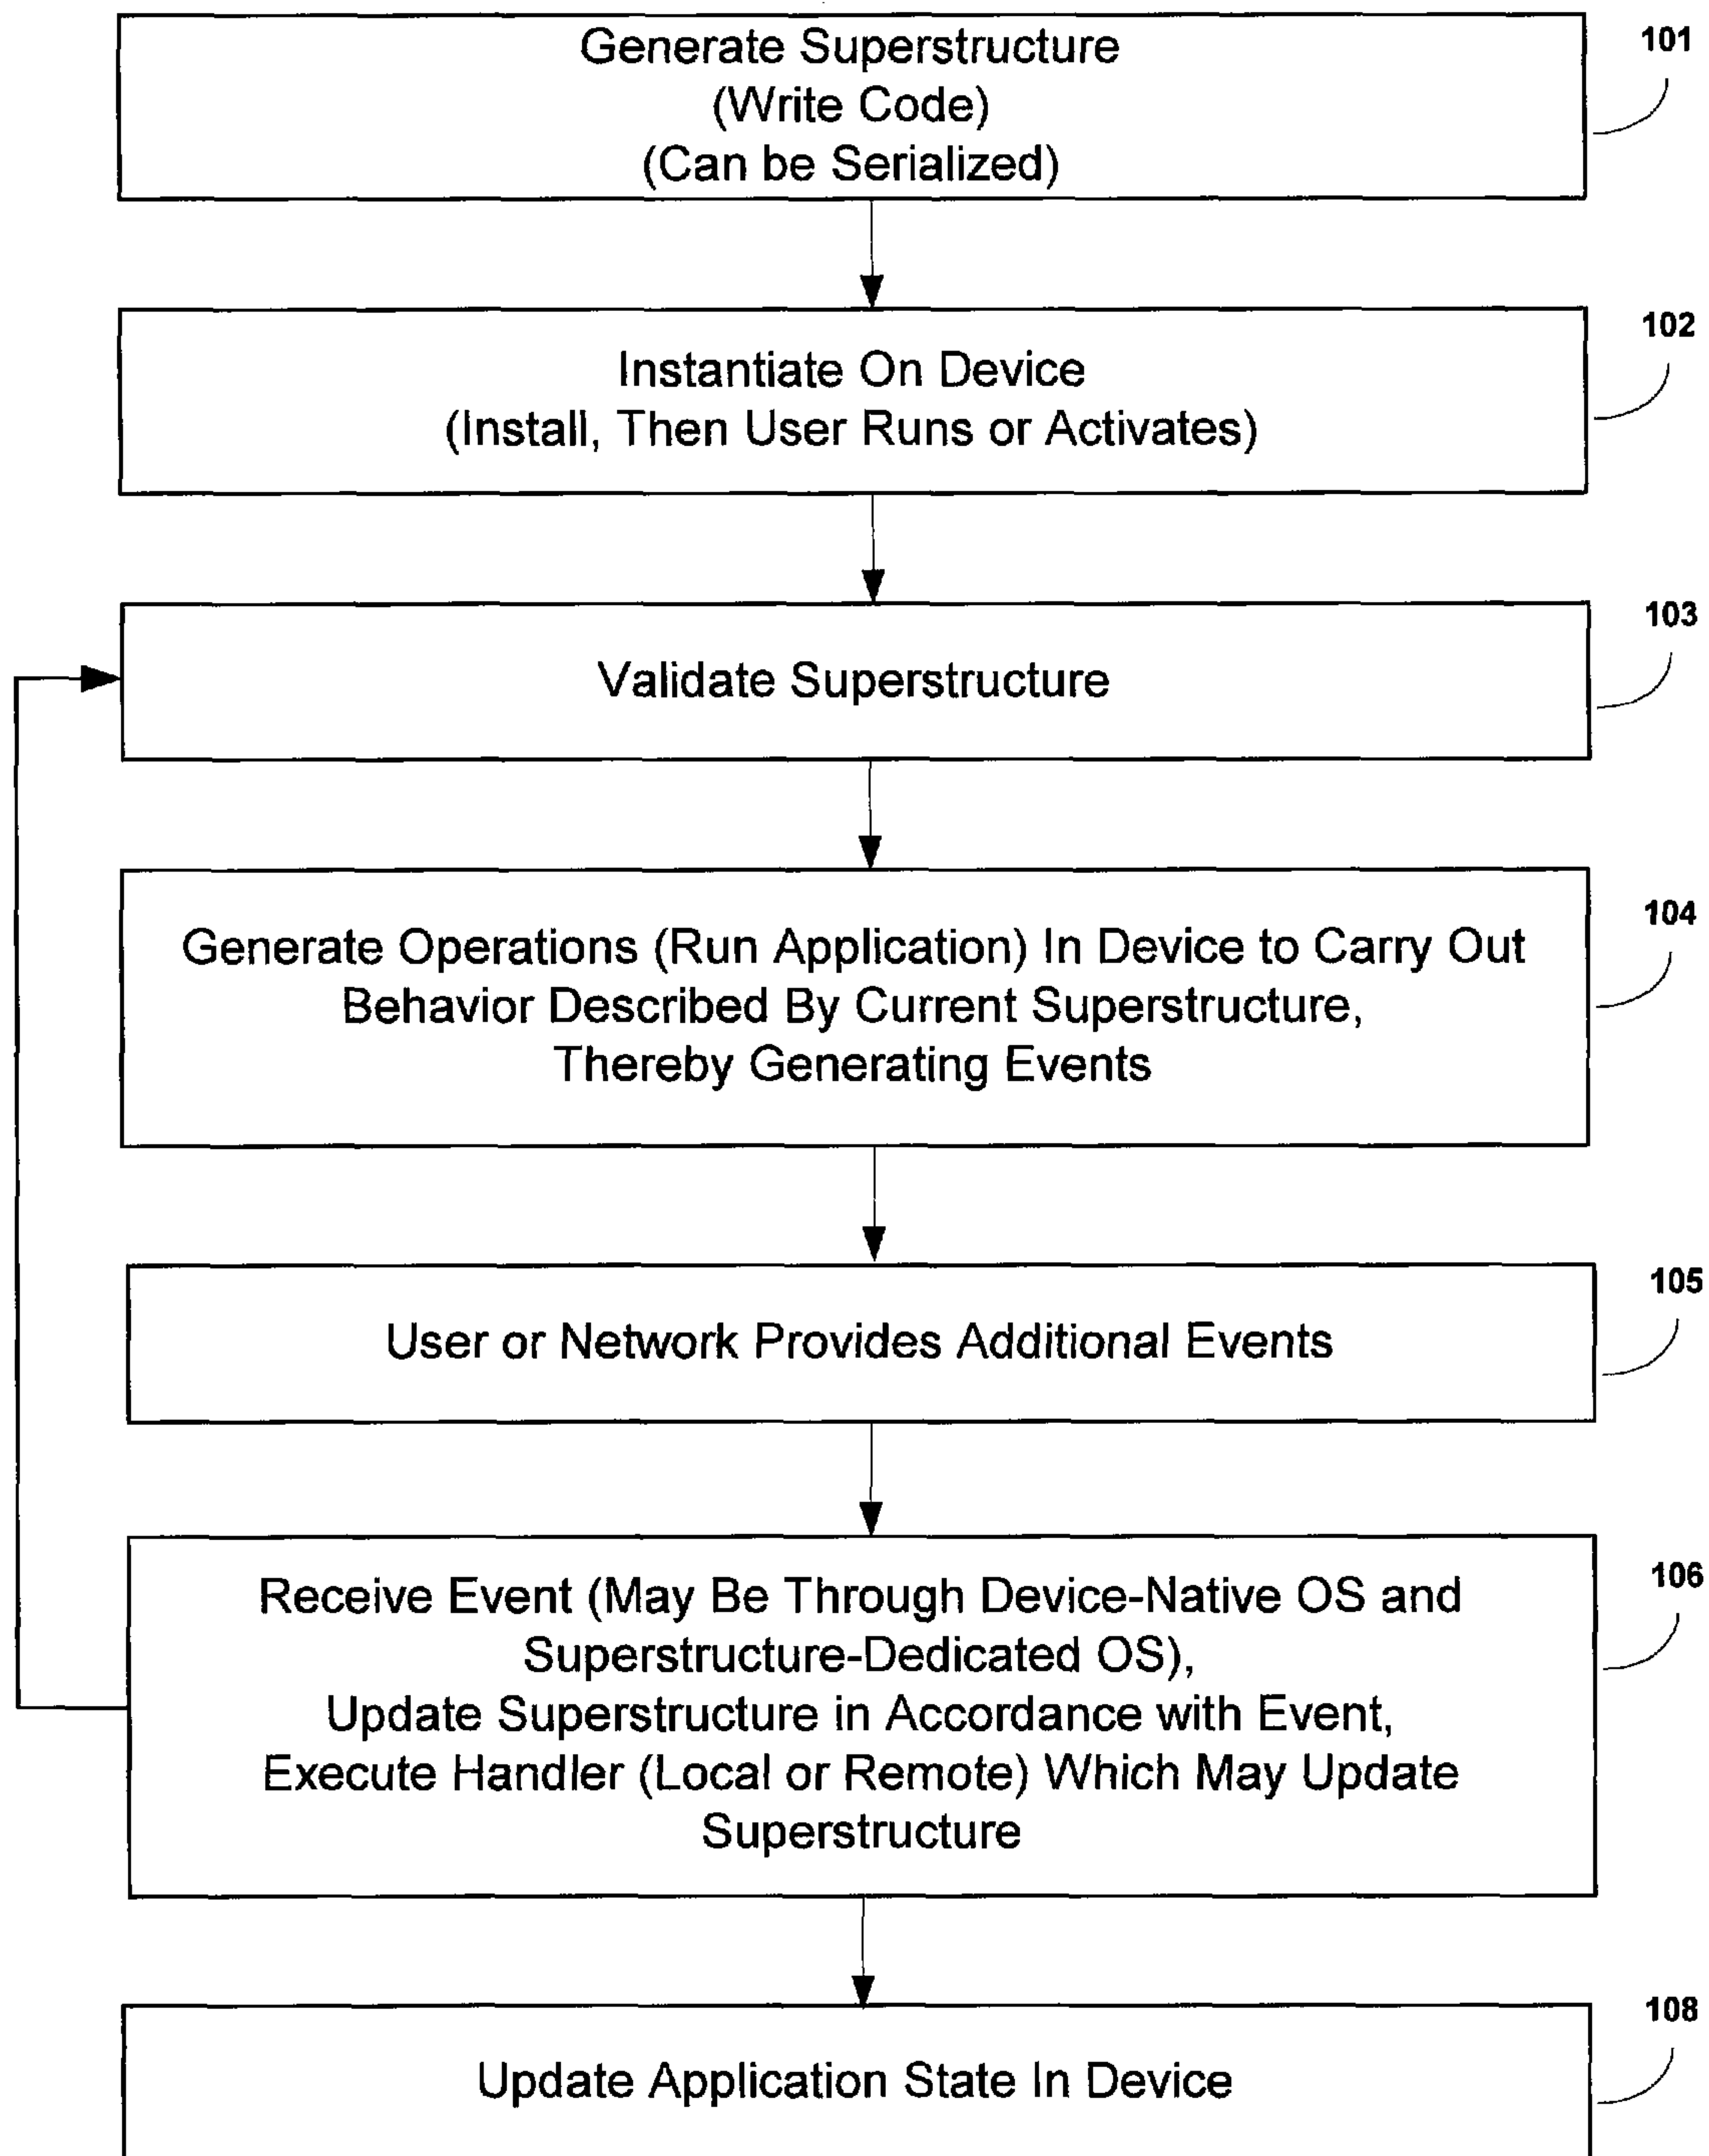 Generate Superstructure
(Write Code)
(Can be Serialized)
101
Instantiate On Device
(Install, Then User Runs or Activates)
102
Validate Superstructure
103
Generate Operations (Run Application) In Device to Carry Out
Behavior Described By Current Superstructure,
Thereby Generating Events
104
User or Network Provides Additional Events
105
Receive Event (May Be Through Device-Native OS and
Superstructure-Dedicated OS),
Update Superstructure in Accordance with Event,
Execute Handler (Local or Remote) Which May Update
Superstructure
106
Update Application State In Device
108